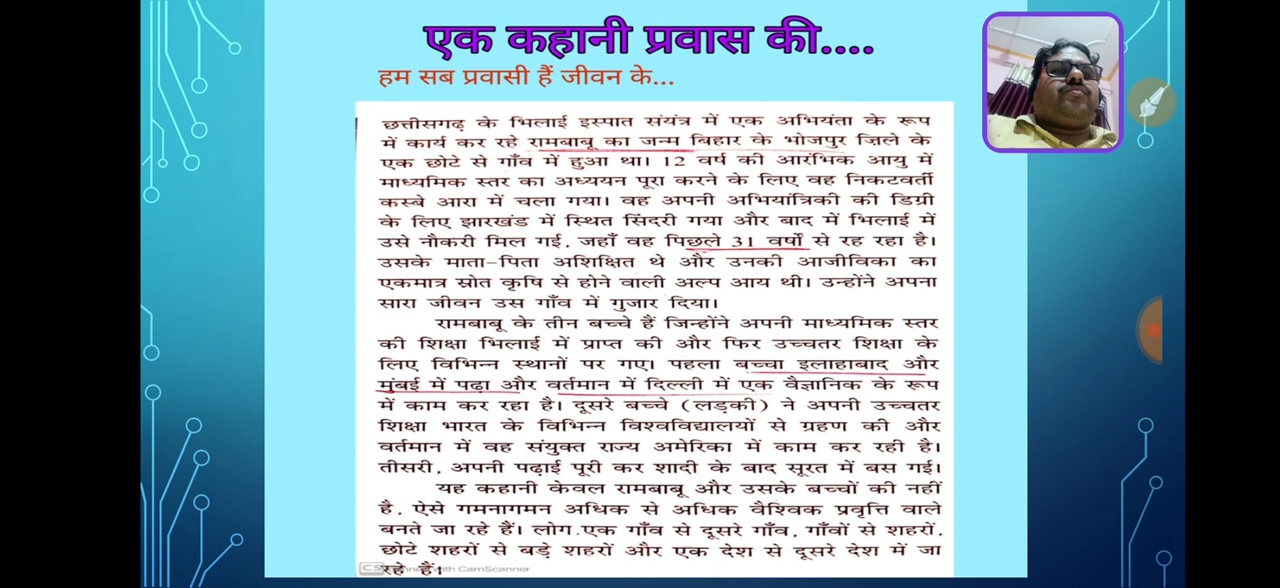 एक कहानी प्रवास की....
हम सब प्रवासी हैं जीवन के...
छत्तीसगढ़ के भिलाई इस्पात संयंत्र में एक अभियंता के रूप
में कार्य कर रहे रामबाबू का जन्म बिहार के भोजपुर ज़िले के
एक छोटे से गाँव में हुआ था। 12 वर्ष की आरंभिक आयु में
माध्यमिक स्तर का अध्ययन पूरा करने के लिए वह निकटवर्ती
कस्बे आरा में चला गया। वह अपनी अभियांत्रिकी की डिग्री
के लिए झारखंड में स्थित सिंदरी गया और बाद में भिलाई में
उसे नौकरी मिल गई, जहाँ वह पिछले 31 वर्षों से रह रहा है।
उसके माता-पिता अशिक्षित थे और उनकी आजीविका का
एकमात्र स्रोत कृषि से होने वाली अल्प आय थी। उन्होंने अपना
सारा जीवन उस गाँव में गुजार दिया।
रामबाबू के तीन बच्चे हैं जिन्होंने अपनी माध्यमिक स्तर
की शिक्षा भिलाई में प्राप्त की और फिर उच्चतर शिक्षा के
लिए विभिन्न स्थानों पर गए। पहला बच्चा इलाहाबाद और
मुंबई में पढ़ा और वर्तमान में दिल्ली में एक वैज्ञानिक के रूप
में काम कर रहा है। दूसरे बच्चे (लड़की) ने अपनी उच्चतर
शिक्षा भारत के विभिन्न विश्वविद्यालयों से ग्रहण की और
वर्तमान में वह संयुक्त राज्य अमेरिका में काम कर रही है।
तीसरी, अपनी पढ़ाई पूरी कर शादी के बाद सूरत में बस गई।
यह कहानी केवल रामबाबू और उसके बच्चों की नहीं
है, ऐसे गमनागमन अधिक से अधिक वैश्विक प्रवृत्ति वाले
बनते जा रहे हैं। लोग एक गाँव से दूसरे गाँव, गाँवों से शहरों,
छोटे शहरों से बड़े शहरों और एक देश से दूसरे देश में जा
रहे हैं।
CS with CamScanner